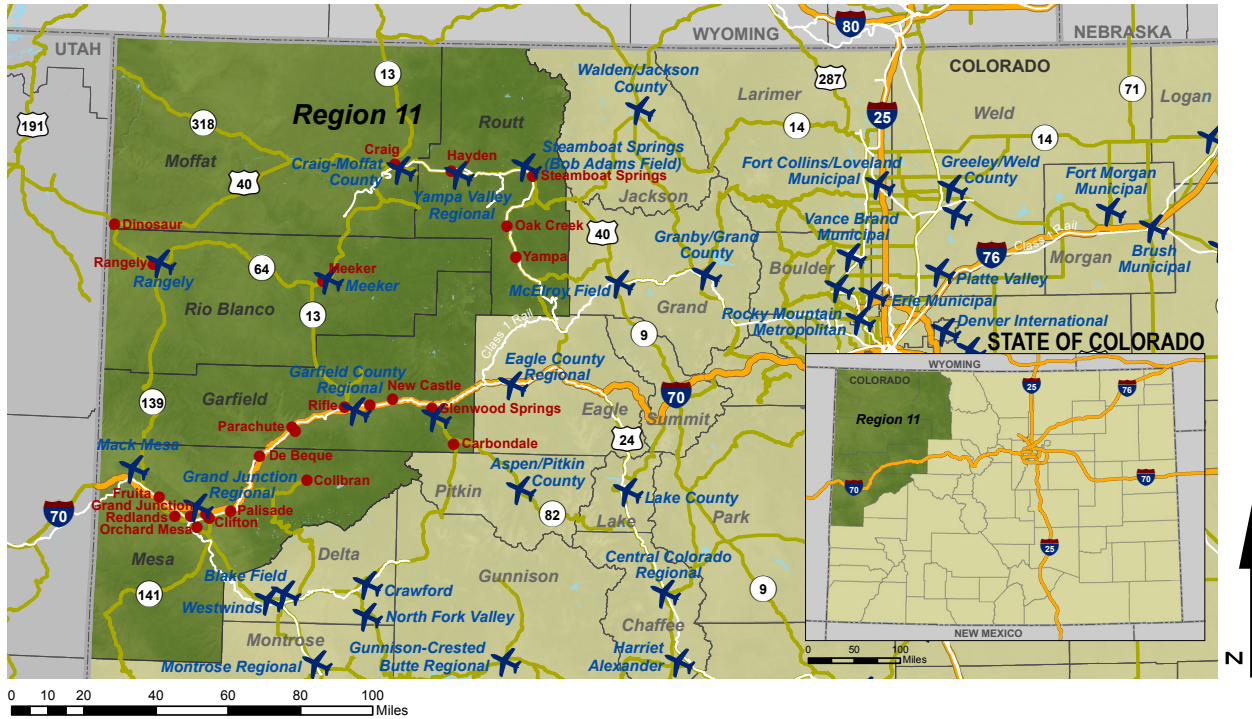 UTAH
WYOMING
80
NEBRASKA
COLORADO
13
Walden/Jackson
County
287
71
Larimer
Weld
Logan
191
Region 11
Routt
25
318
14
14
Moffat
Craig
Hayden
Steamboat Springs
(Bob Adams Field)
Steamboat Springs
Craig-Moffat
County
Fort Collins/Loveland
Municipal
Greeley/Weld
County
Fort Morgan
Municipal
40
Yampa Valley
Regional
Jackson
Vance Brand
Municipal
Dinosaur
Oak Creek
40
Class 1 Rail
Granby/Grand
County
76
Morgan
Brush
Municipal
Rangely
Rangely
64
Meeker
Meeker
Yampa
Boulder
McElroy Field
Grand
Platte Valley
Rio Blanco
13
Erie Municipal
Rocky Mountain
Metropolitan
Denver International
Class 1 Rail
9
STATE OF COLORADO
Garfield County
Regional
Eagle County
Regional
New Castle
139
Garfield
Rifle
Glenwood Springs
70
Eagle
Summit
Parachute
24
Carbondale
Mack Mesa
De Beque
Grand Junction
Regional
Collbran
Aspen/Pitkin
County
Pitkin
Lake County
Fruita
Grand Junction
Redlands
Orchard Mesa
Palisade
Clifton
70
82
Lake
Park
Mesa
Delta
Central Colorado
Regional
Gunnison
Blake Field
Crawford
141
Westwinds
North Fork Valley
9
Chaffee
Montrose
Gunnison-Crested
Butte Regional
Harriet
Alexander
Montrose Regional
WYOMING
COLORADO
25
76
Region 11
70
70
25
NEW MEXICO
0 50 100
Miles
N
0 10 20 40 60 80 100
Miles